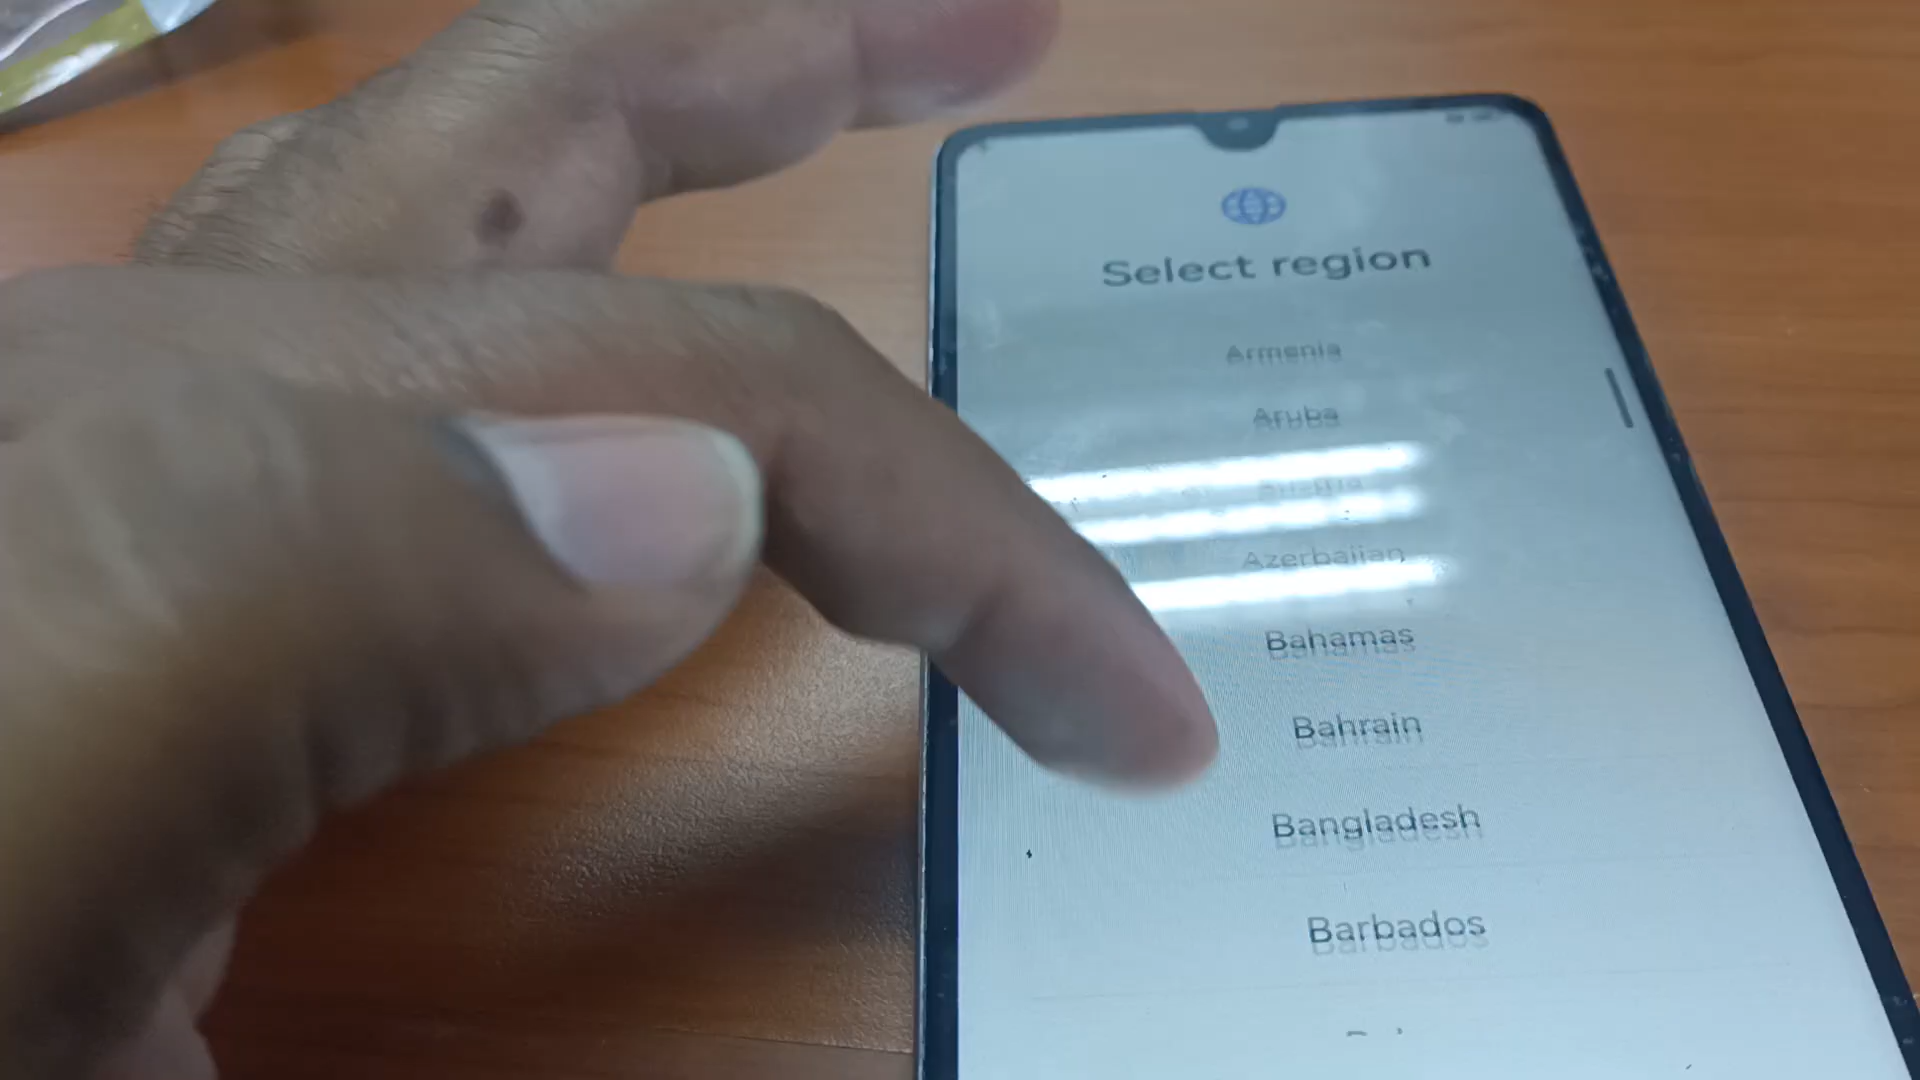 Select region
Armenia
Aruba
Azerbaijan
Bahamas
Bahrain
Bangladesh
Barbados